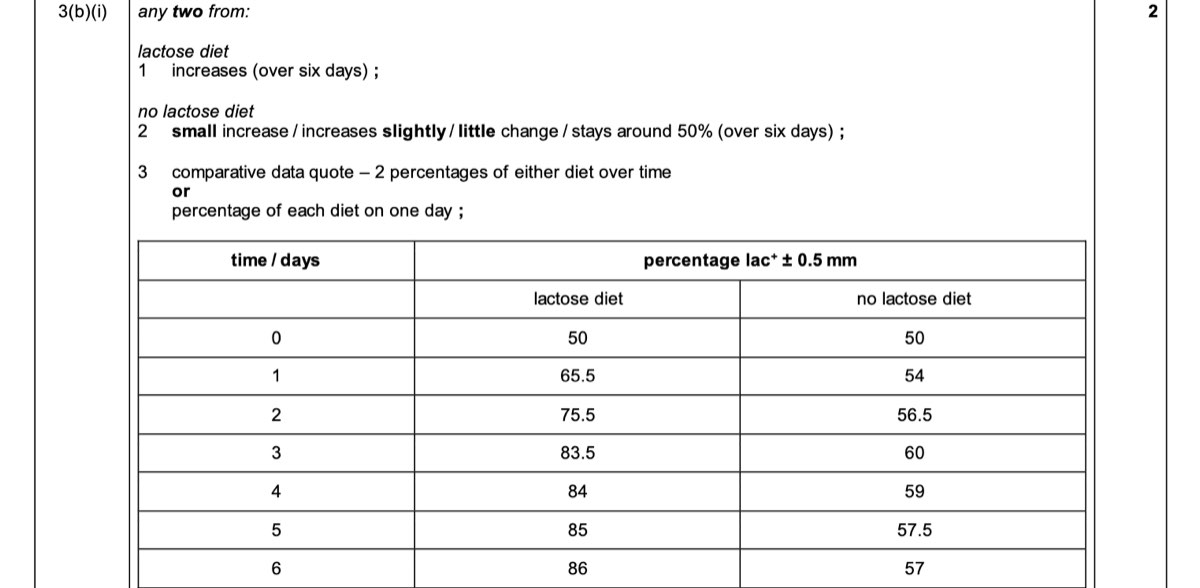 3(b)(i) any two from: 2
lactose diet
1 increases (over six days) ;
no lactose diet
2 small increase / increases slightly / little change / stays around 50% (over six days) ;
3 comparative data quote – 2 percentages of either diet over time
or
percentage of each diet on one day ;
time / days percentage lac⁺ ± 0.5 mm
lactose diet no lactose diet
0 50 50
1 65.5 54
2 75.5 56.5
3 83.5 60
4 84 59
5 85 57.5
6 86 57